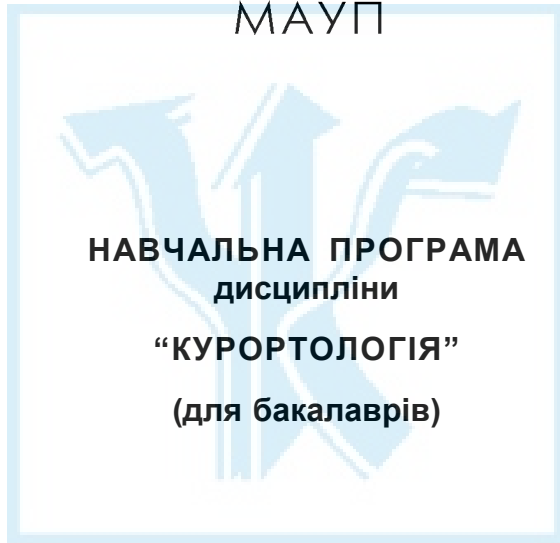 МАУП
НАВЧАЛЬНА ПРОГРАМА
дисципліни
“КУРОРТОЛОГІЯ”
(для бакалаврів)